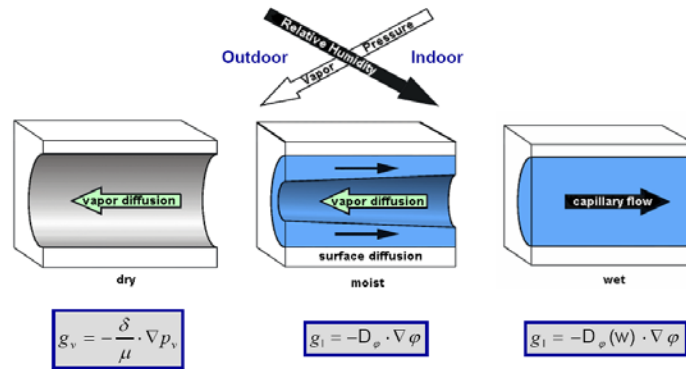 Outdoor
Relative Humidity
Vapor Pressure
Indoor
vapor diffusion
vapor diffusion
surface diffusion
capillary flow
dry
moist
wet
g_v = -\frac{δ}{μ} · ∇ p_v
g_l = -D_φ · ∇ φ
g_l = -D_φ (w) · ∇ φ